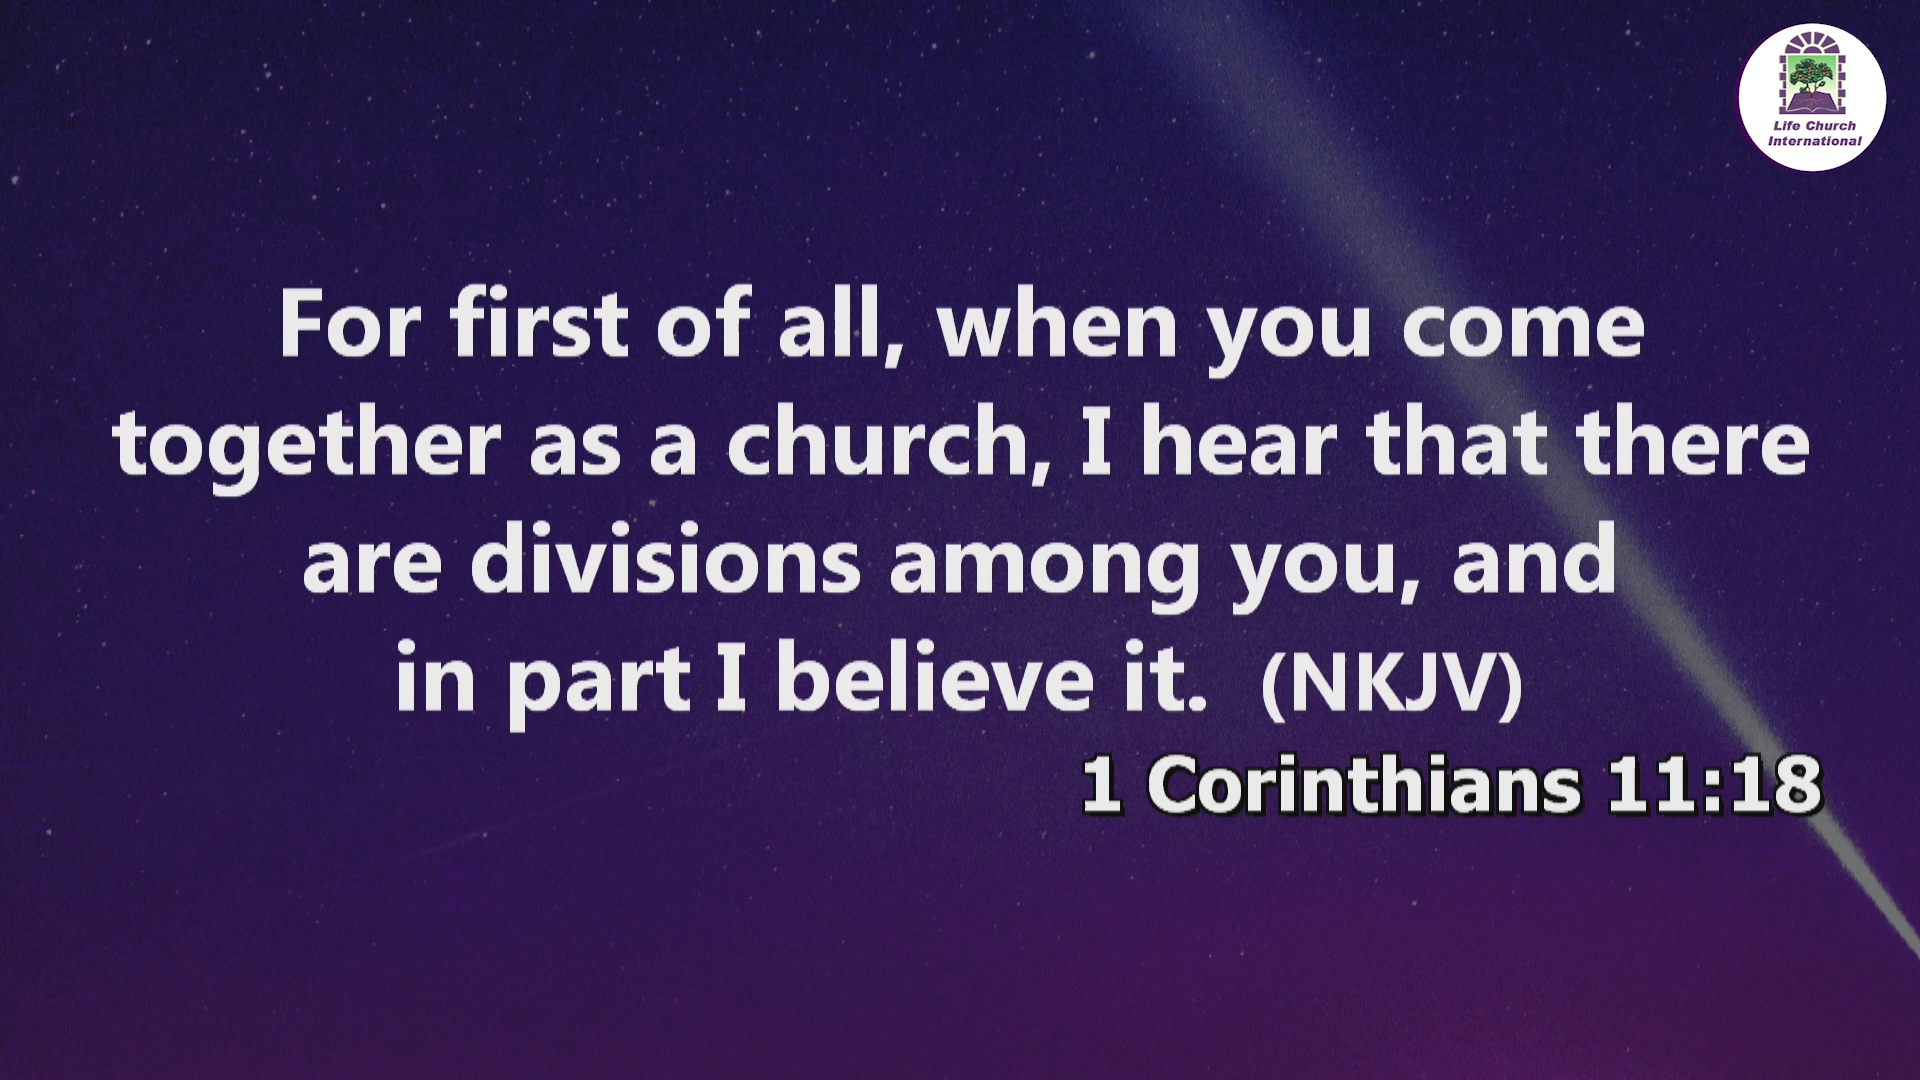 Life Church
International
For first of all, when you come
together as a church, I hear that there
are divisions among you, and
in part I believe it.  (NKJV)
1 Corinthians 11:18